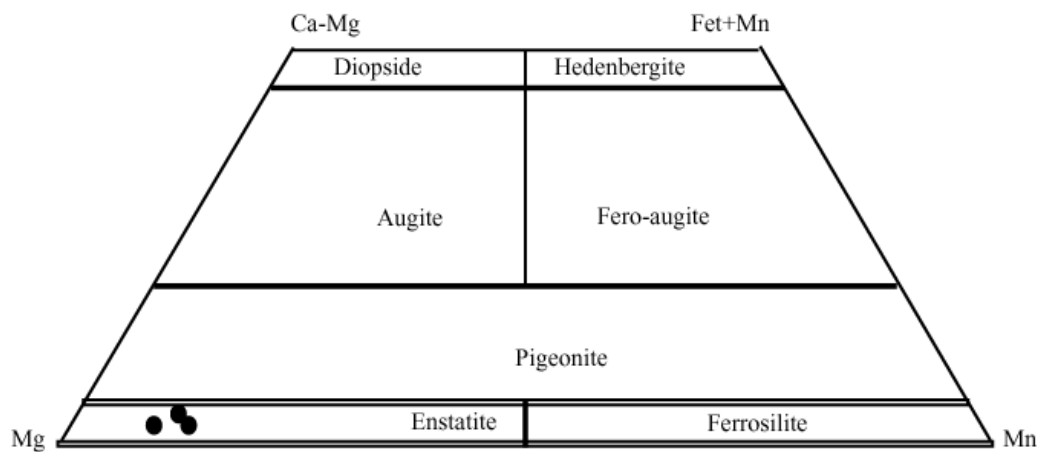 Ca-Mg Fet+Mn
Diopside Hedenbergite
Augite Fero-augite
Pigeonite
Enstatite Ferrosilite
Mg Mn